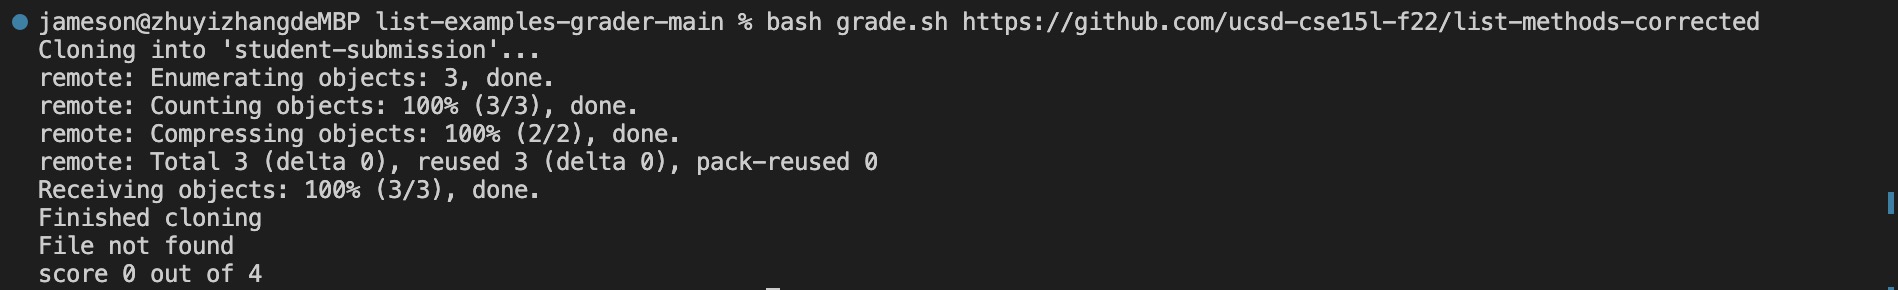 jameson@zhuyizhangdeMBP list-examples-grader-main % bash grade.sh https://github.com/ucsd-cse15l-f22/list-methods-corrected
Cloning into 'student-submission'...
remote: Enumerating objects: 3, done.
remote: Counting objects: 100% (3/3), done.
remote: Compressing objects: 100% (2/2), done.
remote: Total 3 (delta 0), reused 3 (delta 0), pack-reused 0
Receiving objects: 100% (3/3), done.
Finished cloning
File not found
score 0 out of 4